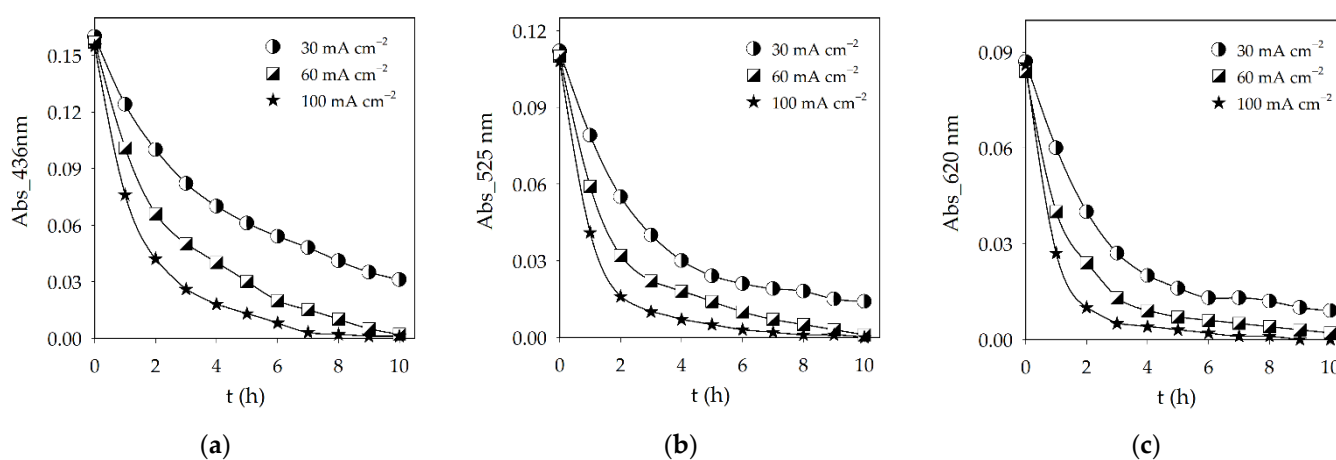 0.15
0.12
0.09
0.06
0.03
0.00
Abs_436nm
30 mA cm⁻²
60 mA cm⁻²
100 mA cm⁻²
0 2 4 6 8 10
t (h)
(a)
0.12
0.09
0.06
0.03
0.00
Abs_525 nm
30 mA cm⁻²
60 mA cm⁻²
100 mA cm⁻²
0 2 4 6 8 10
t (h)
(b)
0.09
0.06
0.03
0.00
Abs_620 nm
30 mA cm⁻²
60 mA cm⁻²
100 mA cm⁻²
0 2 4 6 8 10
t (h)
(c)